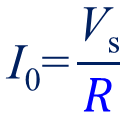 I₀ = Vₛ / R